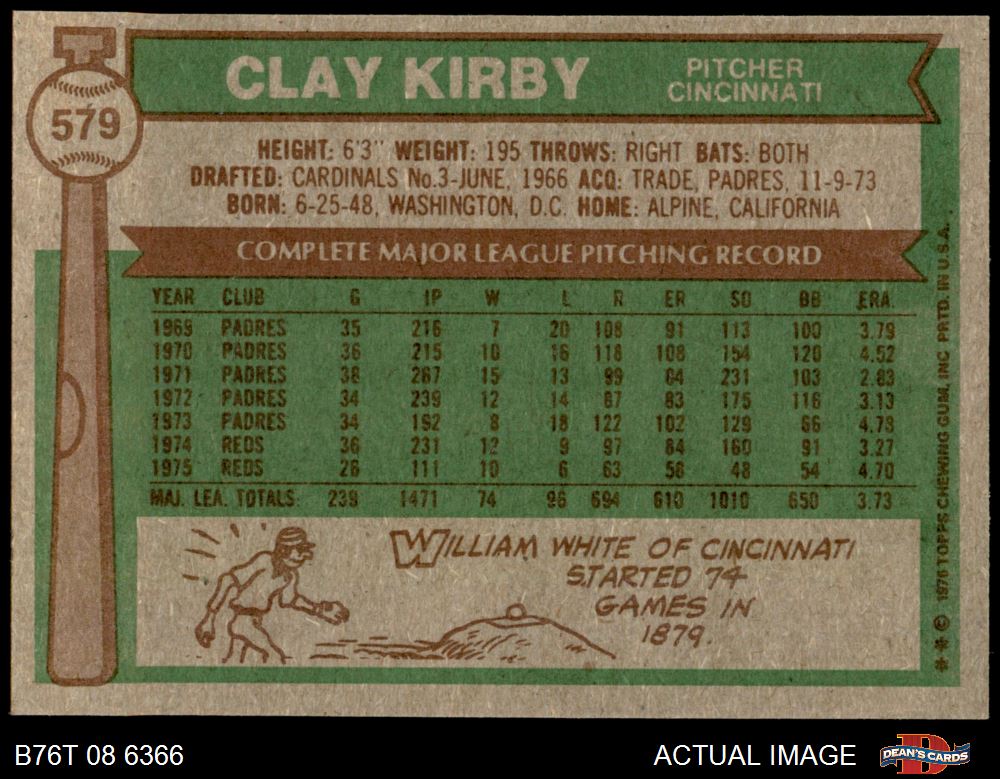 CLAY KIRBY
PITCHER
CINCINNATI
579
HEIGHT: 6'3" WEIGHT: 195 THROWS: RIGHT BATS: BOTH
DRAFTED: CARDINALS No.3-JUNE, 1966 ACQ: TRADE, PADRES, 11-9-73
BORN: 6-25-48, WASHINGTON, D.C. HOME: ALPINE, CALIFORNIA
COMPLETE MAJOR LEAGUE PITCHING RECORD
YEAR CLUB G IP W L R ER SO BB ERA
1969 PADRES 35 216 7 20 108 91 113 100 3.79
1970 PADRES 36 215 10 16 118 108 154 120 4.52
1971 PADRES 38 267 15 13 99 84 231 103 2.83
1972 PADRES 34 239 12 14 87 83 175 116 3.13
1973 PADRES 34 192 8 18 122 102 129 66 4.78
1974 REDS 36 231 12 9 97 84 160 91 3.27
1975 REDS 26 111 10 6 63 58 48 54 4.70
MAJ. LEA. TOTALS 239 1471 74 96 694 610 1010 650 3.73
WILLIAM WHITE OF CINCINNATI
STARTED 74
GAMES IN
1879.
** © 1976 TOPPS CHEWING GUM, INC PRTD. IN U.S.A.
B76T 08 6366
ACTUAL IMAGE
DEAN'S CARDS